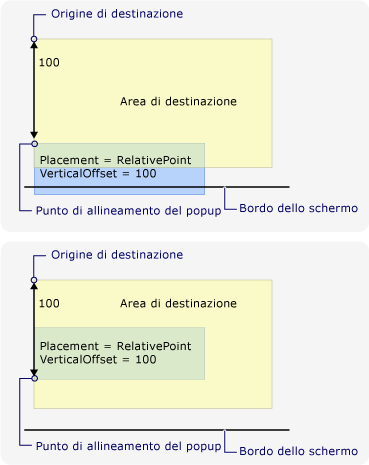 Origine di destinazione
100
Area di destinazione
Placement = RelativePoint
VerticalOffset = 100
Punto di allineamento del popup
Bordo dello schermo
Origine di destinazione
100
Area di destinazione
Placement = RelativePoint
VerticalOffset = 100
Punto di allineamento del popup
Bordo dello schermo